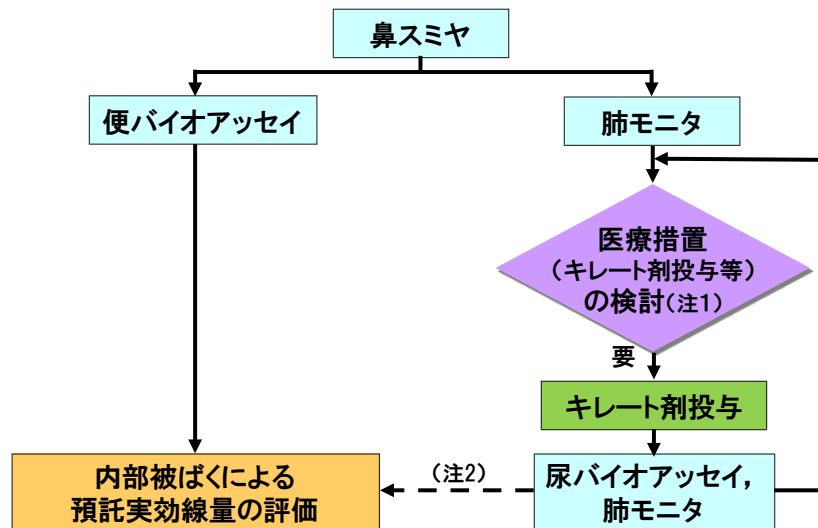 鼻スミヤ
便バイオアッセイ
肺モニタ
医療措置
（キレート剤投与等）
の検討(注1)
要
キレート剤投与
内部被ばくによる
預託実効線量の評価
（注2）
尿バイオアッセイ，
肺モニタ